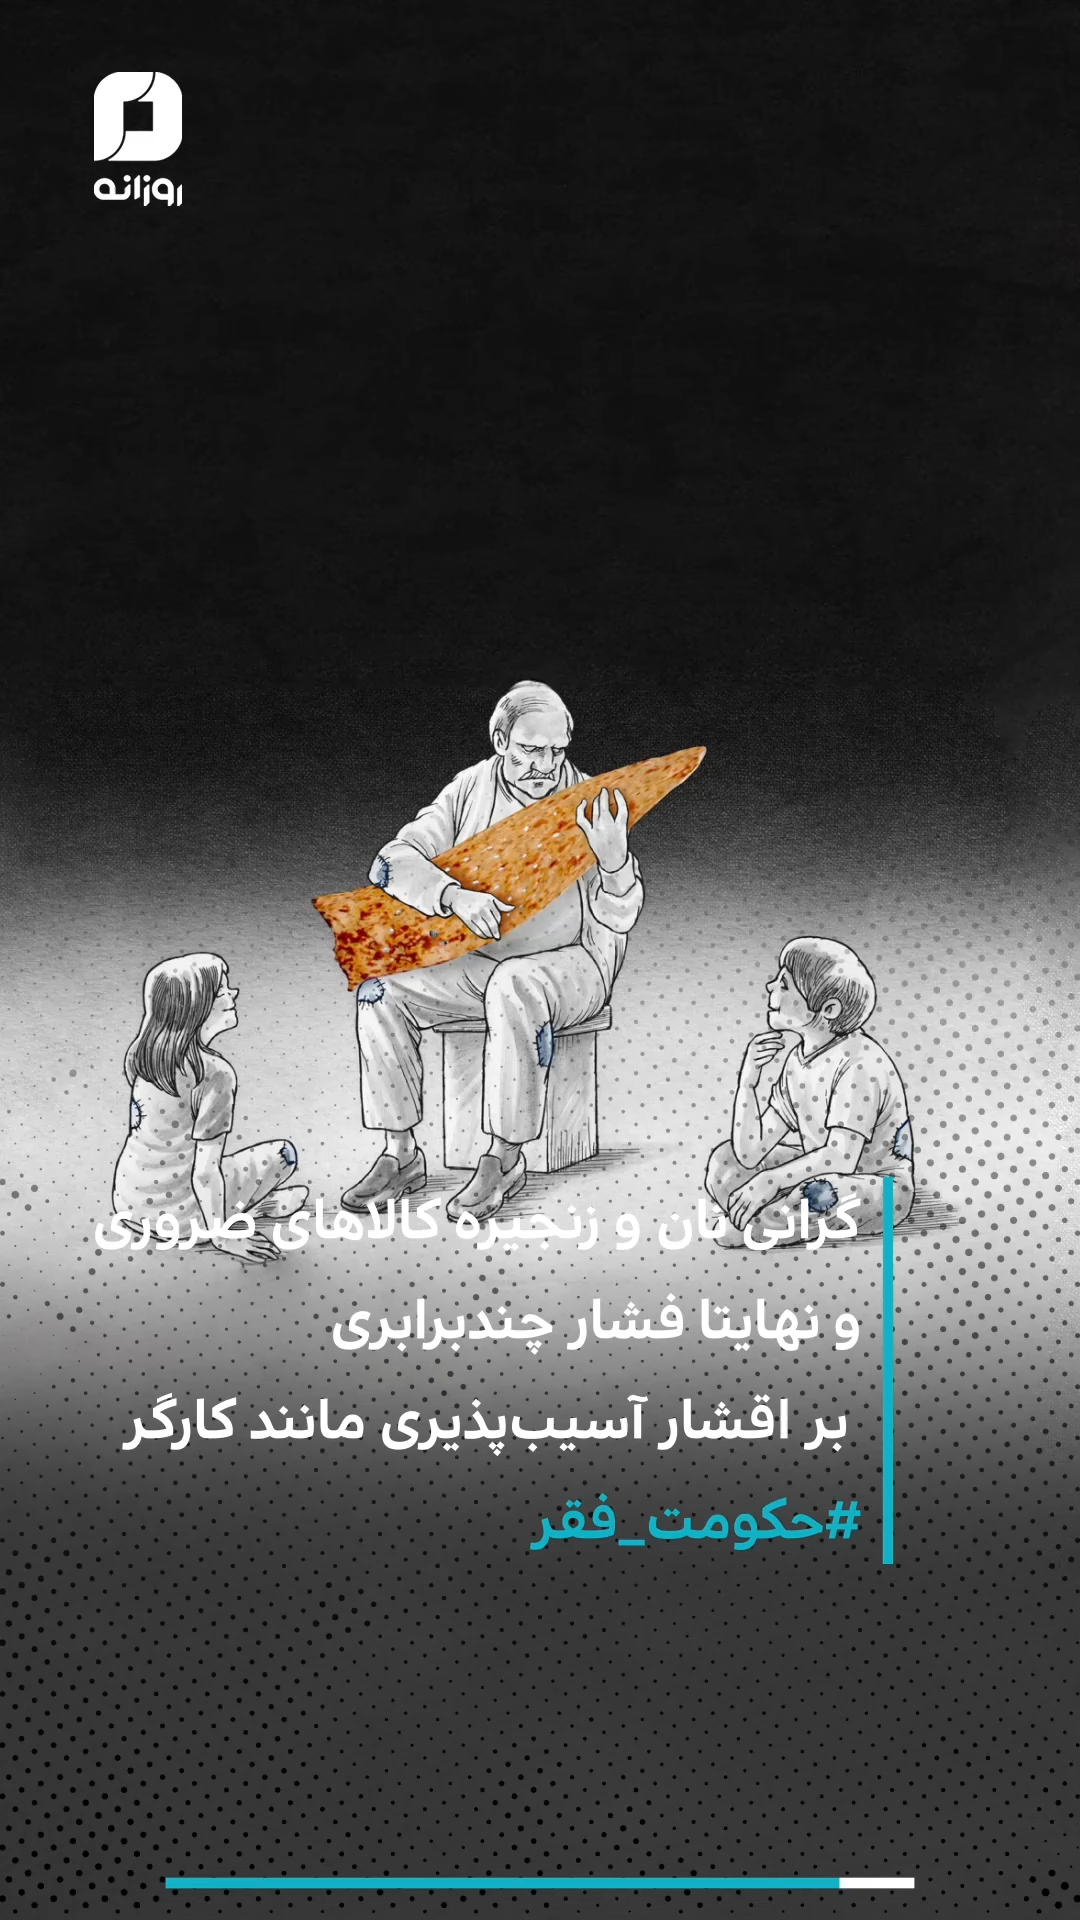 روزانه
گرانی نان و زنجیره کالاهای ضروری
و نهایتا فشار چندبرابری
بر اقشار آسیب‌پذیری مانند کارگر
#حکومت_فقر